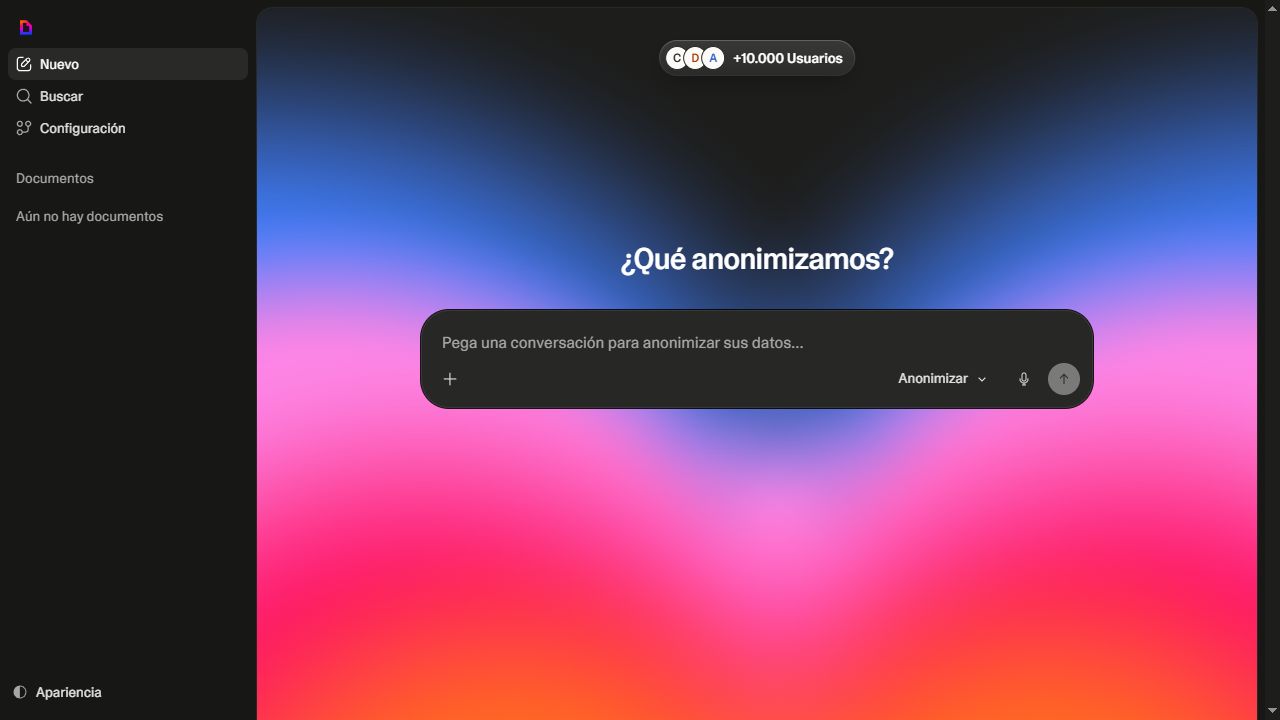 Nuevo
Buscar
Configuración
Documentos
Aún no hay documentos
Apariencia
C D A +10.000 Usuarios
¿Qué anonimizamos?
Pega una conversación para anonimizar sus datos...
Anonimizar